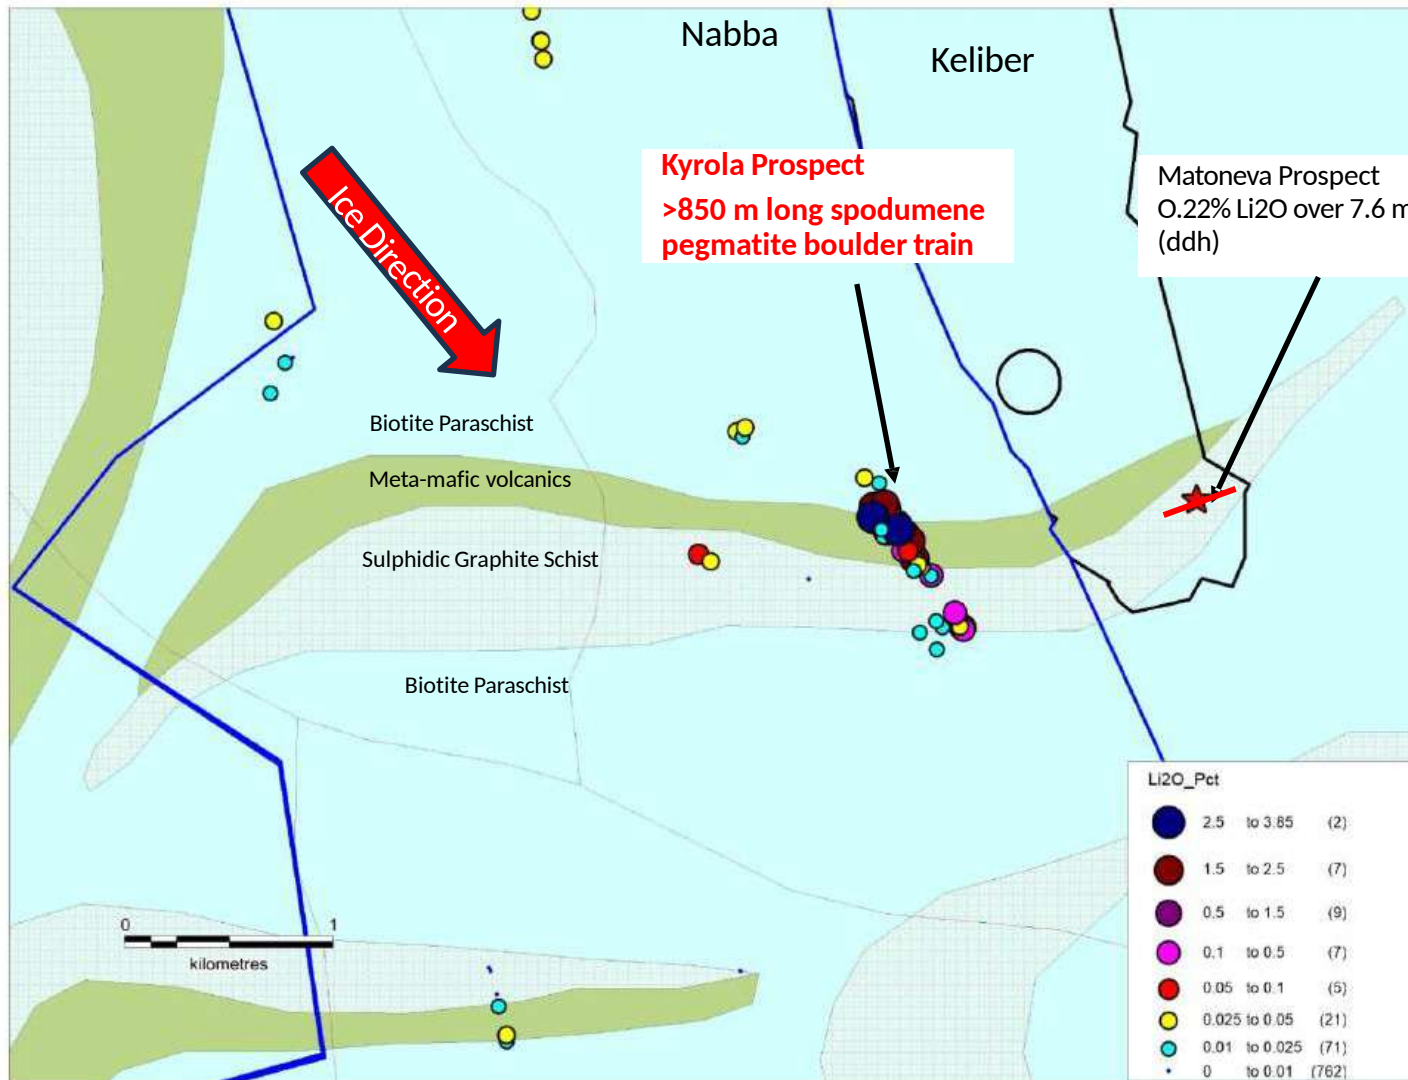 Nabba
Keliber
Kyrola Prospect
>850 m long spodumene
pegmatite boulder train
Matoneva Prospect
O.22% Li2O over 7.6 m
(ddh)
Ice Direction
Biotite Paraschist
Meta-mafic volcanics
Sulphidic Graphite Schist
Biotite Paraschist
0 1
kilometres
Li2O_Pct
2.5 to 3.85 (2)
1.5 to 2.5 (7)
0.5 to 1.5 (9)
0.1 to 0.5 (7)
0.05 to 0.1 (5)
0.025 to 0.05 (21)
0.01 to 0.025 (71)
0 to 0.01 (762)